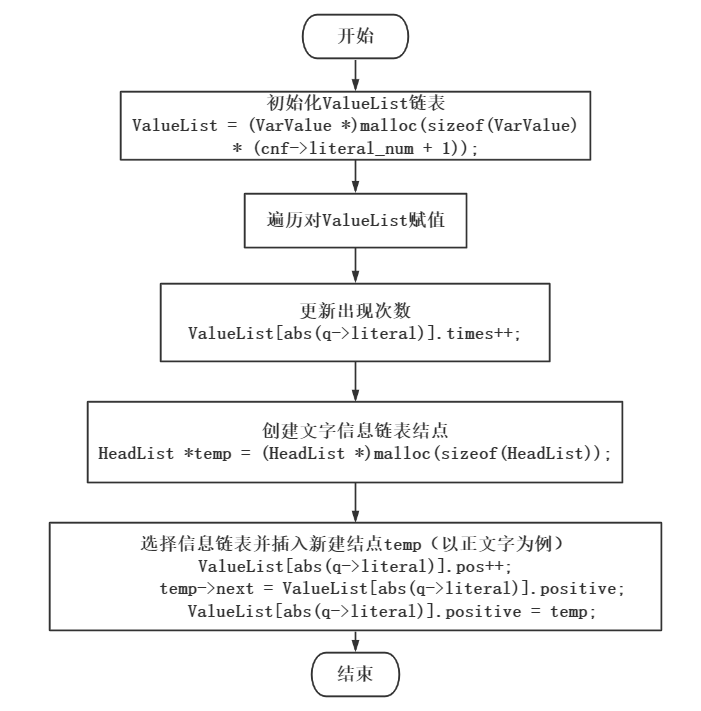 开始
初始化ValueList链表
ValueList = (VarValue *)malloc(sizeof(VarValue)
* (cnf->literal_num + 1));
遍历对ValueList赋值
更新出现次数
ValueList[abs(q->literal)].times++;
创建文字信息链表结点
HeadList *temp = (HeadList *)malloc(sizeof(HeadList));
选择信息链表并插入新建结点temp（以正文字为例）
ValueList[abs(q->literal)].pos++;
temp->next = ValueList[abs(q->literal)].positive;
ValueList[abs(q->literal)].positive = temp;
结束